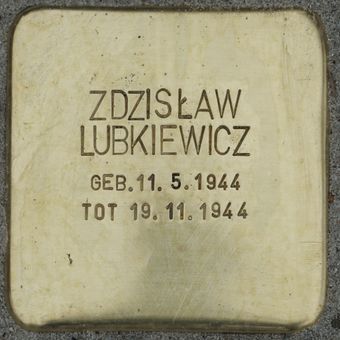 ZDZISŁAW
LUBKIEWICZ
GEB. 11. 5. 1944
TOT 19. 11. 1944